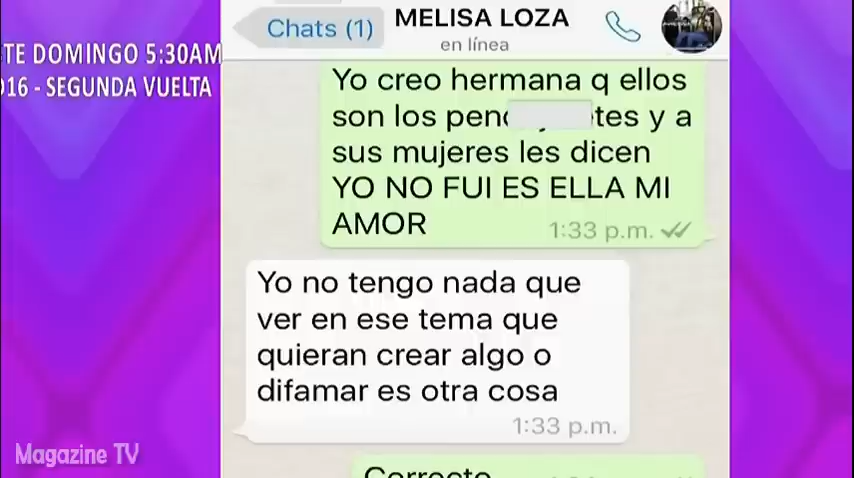 TE DOMINGO 5:30AM
016 - SEGUNDA VUELTA
Chats (1)
MELISA LOZA
en línea
Yo creo hermana q ellos
son los pen tes y a
sus mujeres les dicen
YO NO FUI ES ELLA MI
AMOR
1:33 p.m.
Yo no tengo nada que
ver en ese tema que
quieran crear algo o
difamar es otra cosa
1:33 p.m.
Correcto
Magazine TV